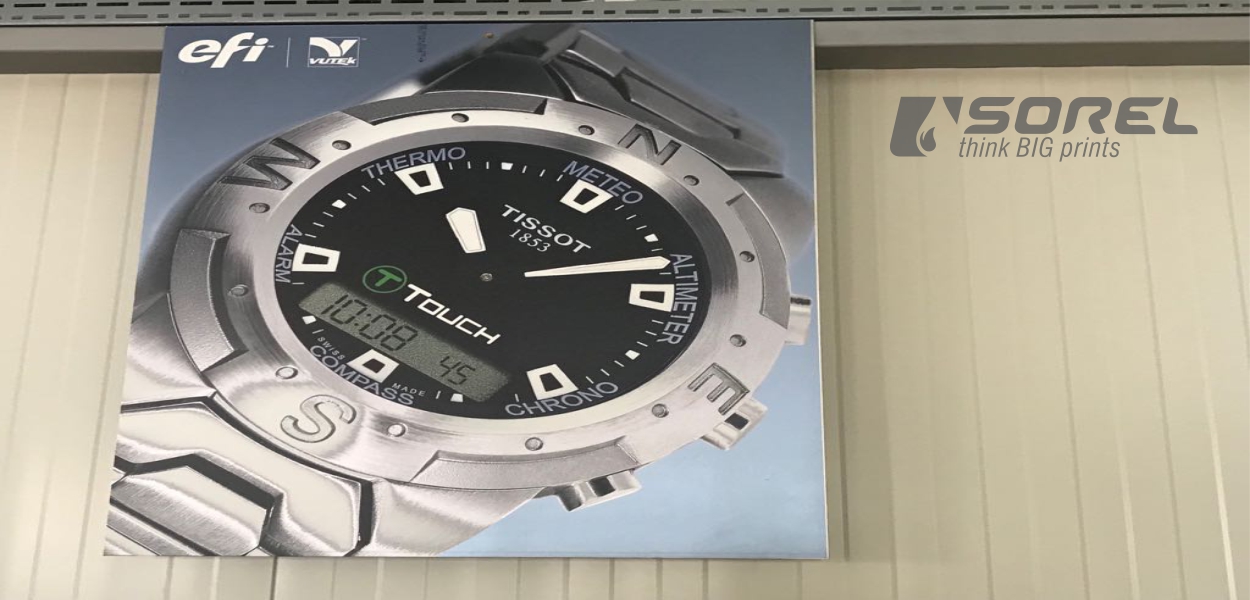 efi
VUTEk
SOREL
think BIG prints
N
W
THERMO
METEO
TISSOT
1853
ALARM
ALTIMETER
T TOUCH
10:08 45
SWISS MADE
COMPASS
CHRONO
E
S